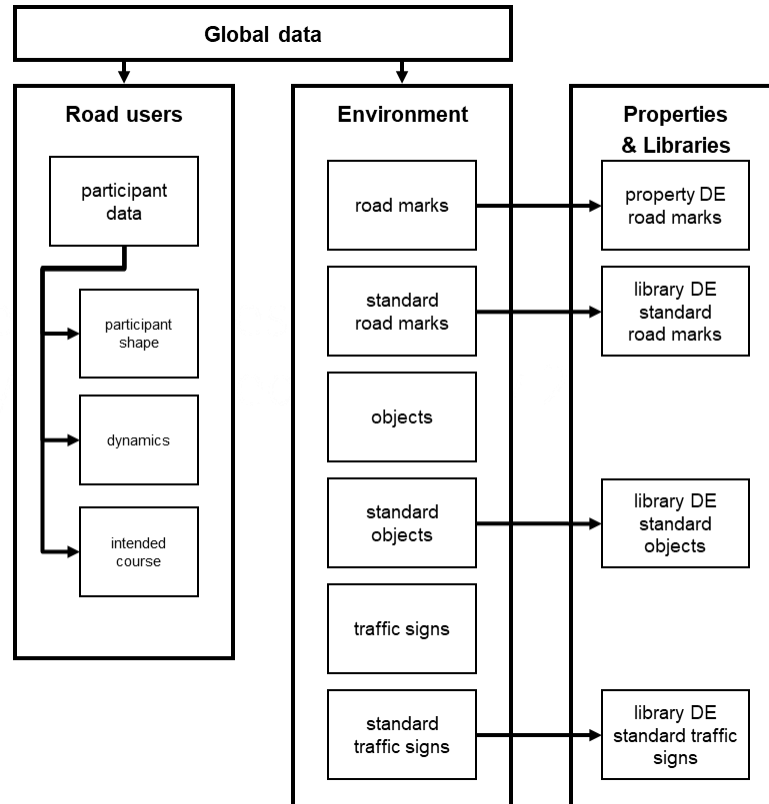 Global data
Road users
participant
data
participant
shape
dynamics
intended
course
Environment
road marks
standard
road marks
objects
standard
objects
traffic signs
standard
traffic signs
Properties
& Libraries
property DE
road marks
library DE
standard
road marks
library DE
standard
objects
library DE
standard traffic
signs